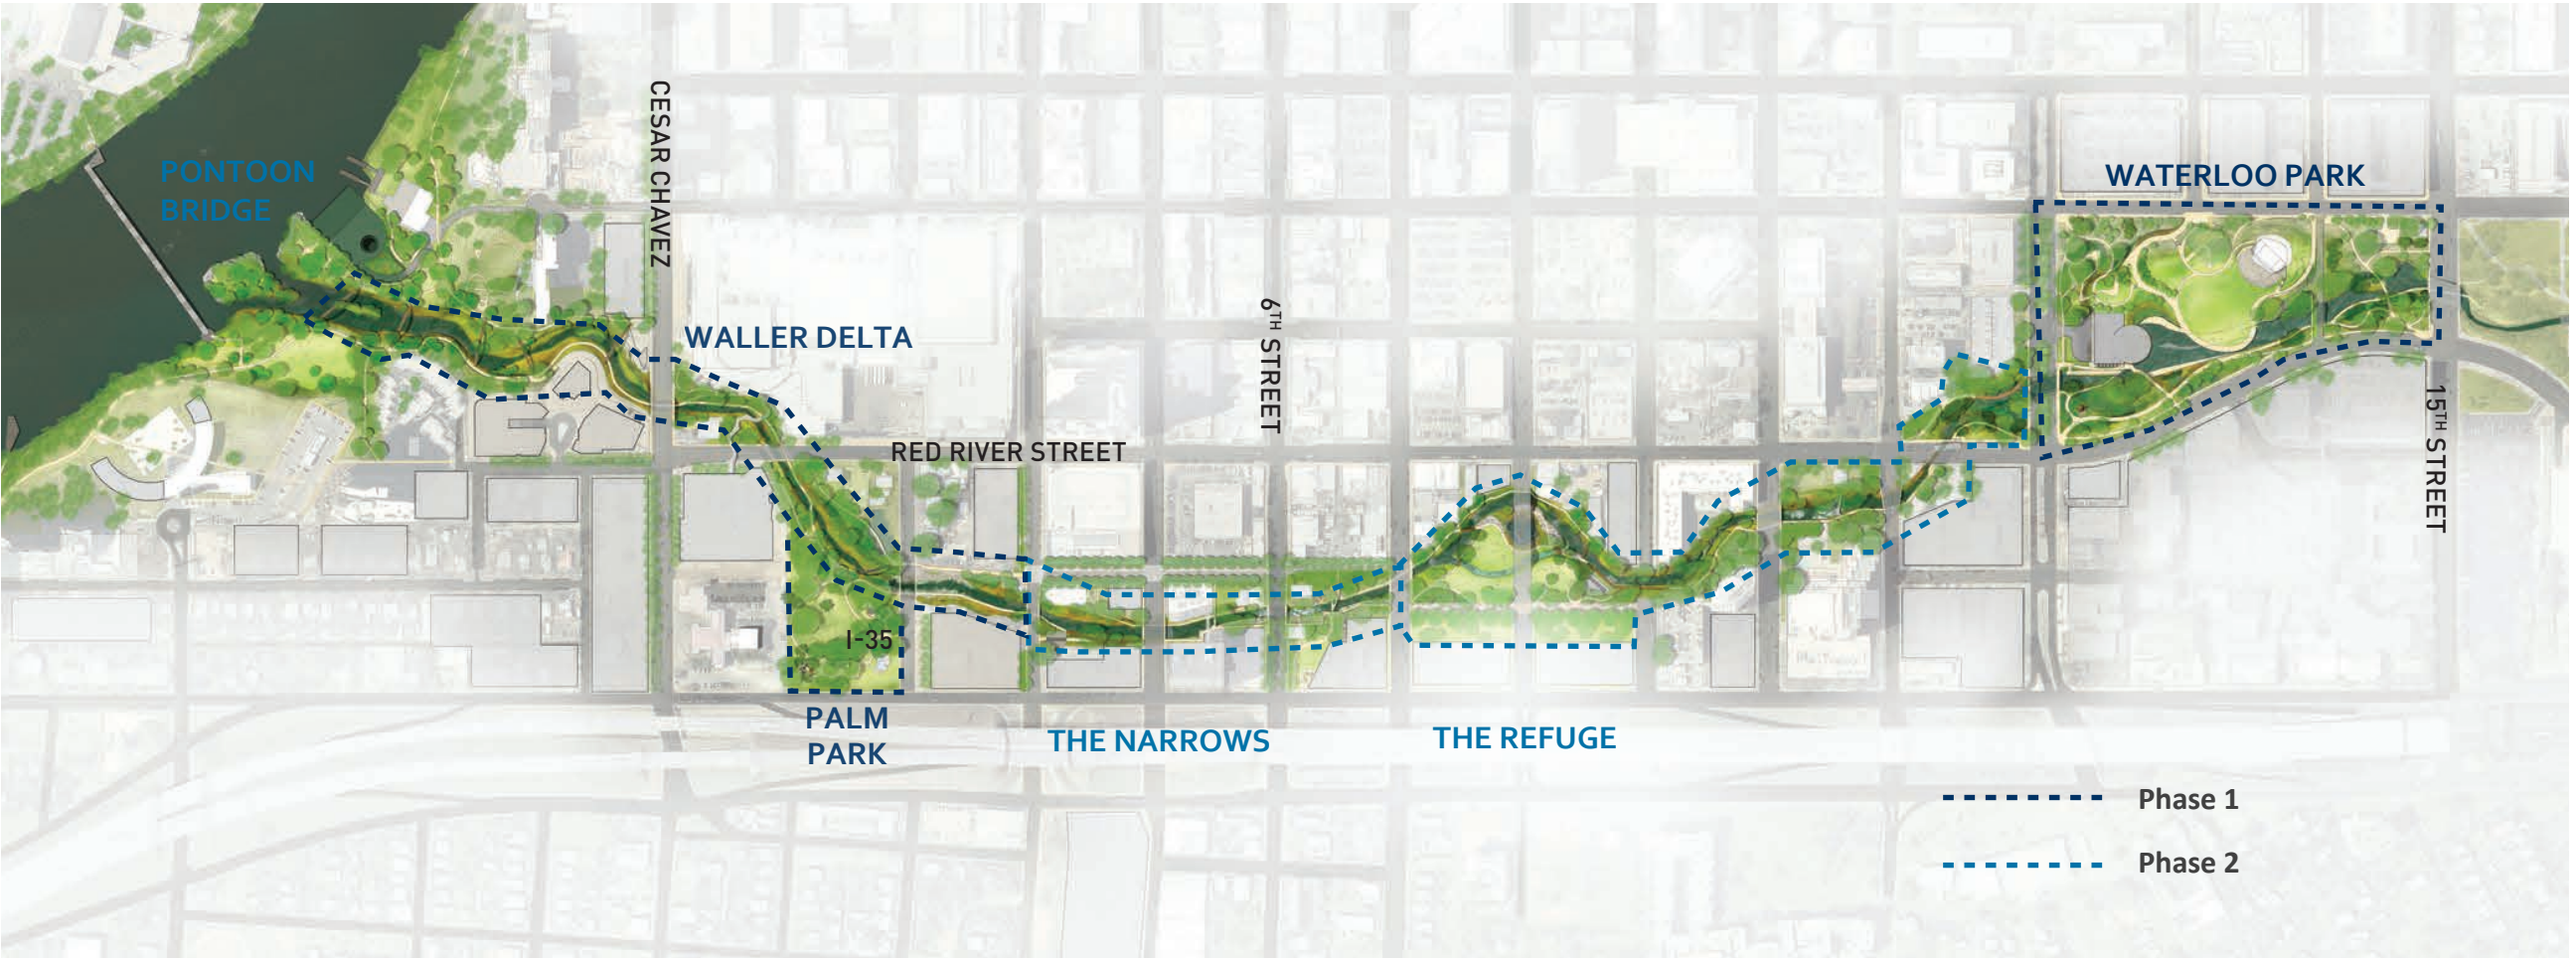 PONTOON
BRIDGE
CESAR CHAVEZ
WALLER DELTA
RED RIVER STREET
6TH STREET
WATERLOO PARK
15TH STREET
I-35
PALM
PARK
THE NARROWS
THE REFUGE
Phase 1
Phase 2